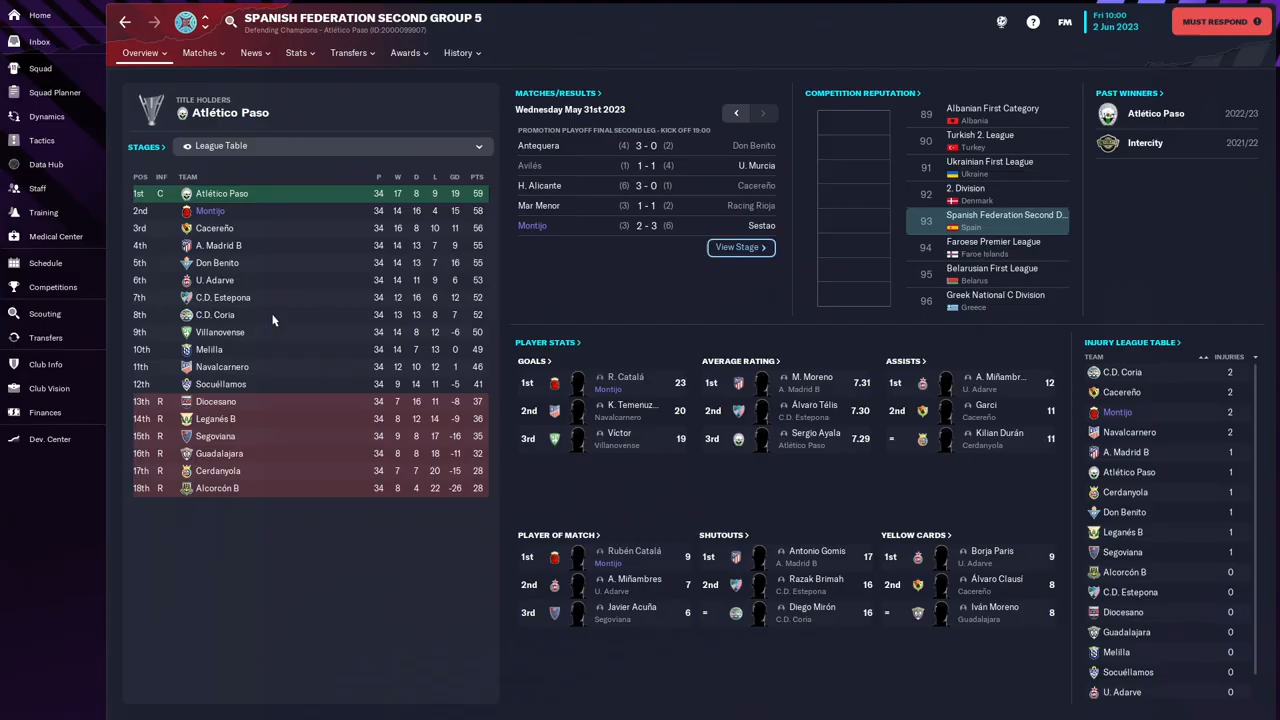 Home
Inbox
Squad
Squad Planner
Dynamics
Tactics
Data Hub
Staff
Training
Medical Center
Schedule
Competitions
Scouting
Transfers
Club Info
Club Vision
Finances
Dev. Center
SPANISH FEDERATION SECOND GROUP 5
Defending Champions - Atlético Paso (ID:2000099907)
FM
Fri 10:00
2 Jun 2023
MUST RESPOND
Overview Matches News Stats Transfers Awards History
TITLE HOLDERS
Atlético Paso
STAGES League Table
POS INF TEAM P W D L GD PTS
1st C Atlético Paso 34 17 8 9 19 59
2nd Montijo 34 14 16 4 15 58
3rd Cacereño 34 16 8 10 11 56
4th A. Madrid B 34 14 13 7 9 55
5th Don Benito 34 14 13 7 16 55
6th U. Adarve 34 14 11 9 6 53
7th C.D. Estepona 34 12 16 6 12 52
8th C.D. Coria 34 13 13 8 7 52
9th Villanovense 34 14 8 12 -6 50
10th Melilla 34 14 7 13 0 49
11th Navalcarnero 34 12 10 12 1 46
12th Socuéllamos 34 9 14 11 -5 41
13th R Diocesano 34 7 16 11 -8 37
14th R Leganés B 34 8 12 14 -9 36
15th R Segoviana 34 9 8 17 -16 35
16th R Guadalajara 34 8 8 18 -11 32
17th R Cerdanyola 34 7 7 20 -15 28
18th R Alcorcón B 34 8 4 22 -26 28
MATCHES/RESULTS
Wednesday May 31st 2023
PROMOTION PLAYOFF FINAL SECOND LEG - KICK OFF 19:00
Antequera (4) 3 - 0 (2) Don Benito
Avilés (1) 1 - 1 (4) U. Murcia
H. Alicante (6) 3 - 0 (1) Cacereño
Mar Menor (3) 1 - 1 (2) Racing Rioja
Montijo (3) 2 - 3 (6) Sestao
View Stage
COMPETITION REPUTATION
89 Albanian First Category
Albania
90 Turkish 2. League
Turkey
91 Ukrainian First League
Ukraine
92 2. Division
Denmark
93 Spanish Federation Second D...
Spain
94 Faroese Premier League
Faroe Islands
95 Belarusian First League
Belarus
96 Greek National C Division
Greece
PAST WINNERS
Atlético Paso 2022/23
Intercity 2021/22
PLAYER STATS
GOALS
1st R. Catalá 23
Montijo
2nd K. Temenuz... 20
Navalcarnero
3rd Víctor 19
Villanovense
AVERAGE RATING
1st M. Moreno 7.31
A. Madrid B
2nd Álvaro Télis 7.30
C.D. Estepona
3rd Sergio Ayala 7.29
Atlético Paso
ASSISTS
1st A. Miñambr... 12
U. Adarve
2nd Garci 11
Cacereño
= Kilian Durán 11
Cerdanyola
PLAYER OF MATCH
1st Rubén Catalá 9
Montijo
2nd A. Miñambres 7
U. Adarve
3rd Javier Acuña 6
Segoviana
SHUTOUTS
1st Antonio Gomis 17
A. Madrid B
2nd Razak Brimah 16
C.D. Estepona
= Diego Mirón 16
C.D. Coria
YELLOW CARDS
1st Borja Paris 9
U. Adarve
2nd Álvaro Clausí 8
Cacereño
= Iván Moreno 8
Guadalajara
INJURY LEAGUE TABLE
TEAM INJURIES
C.D. Coria 2
Cacereño 2
Montijo 2
Navalcarnero 2
A. Madrid B 1
Atlético Paso 1
Cerdanyola 1
Don Benito 1
Leganés B 1
Segoviana 1
Alcorcón B 0
C.D. Estepona 0
Diocesano 0
Guadalajara 0
Melilla 0
Socuéllamos 0
U. Adarve 0